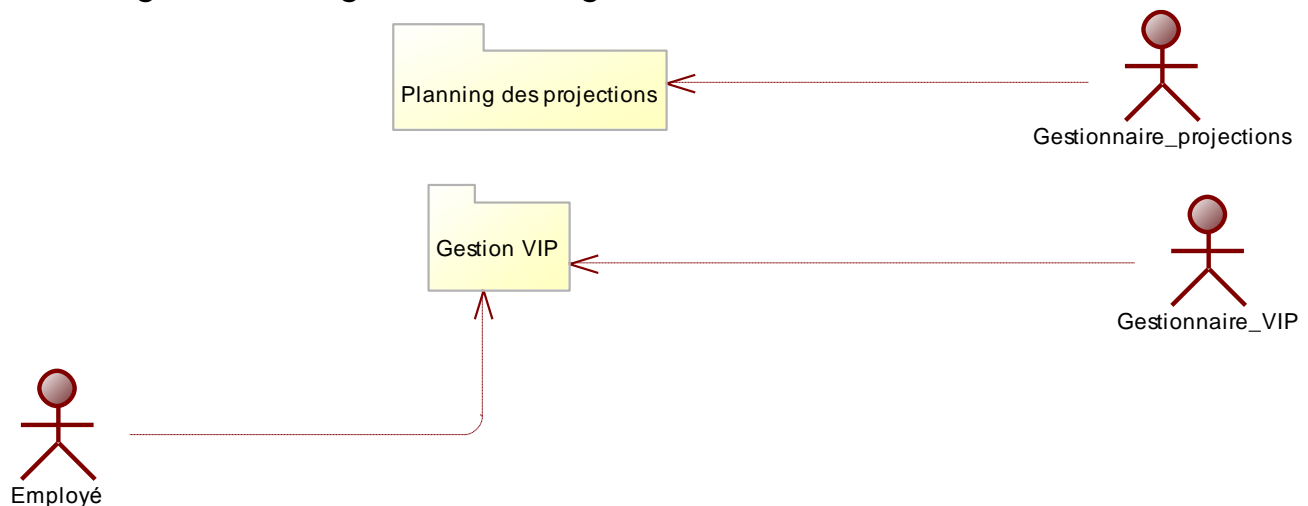 Planning des projections
Gestionnaire_projections
Gestion VIP
Gestionnaire_VIP
Employé